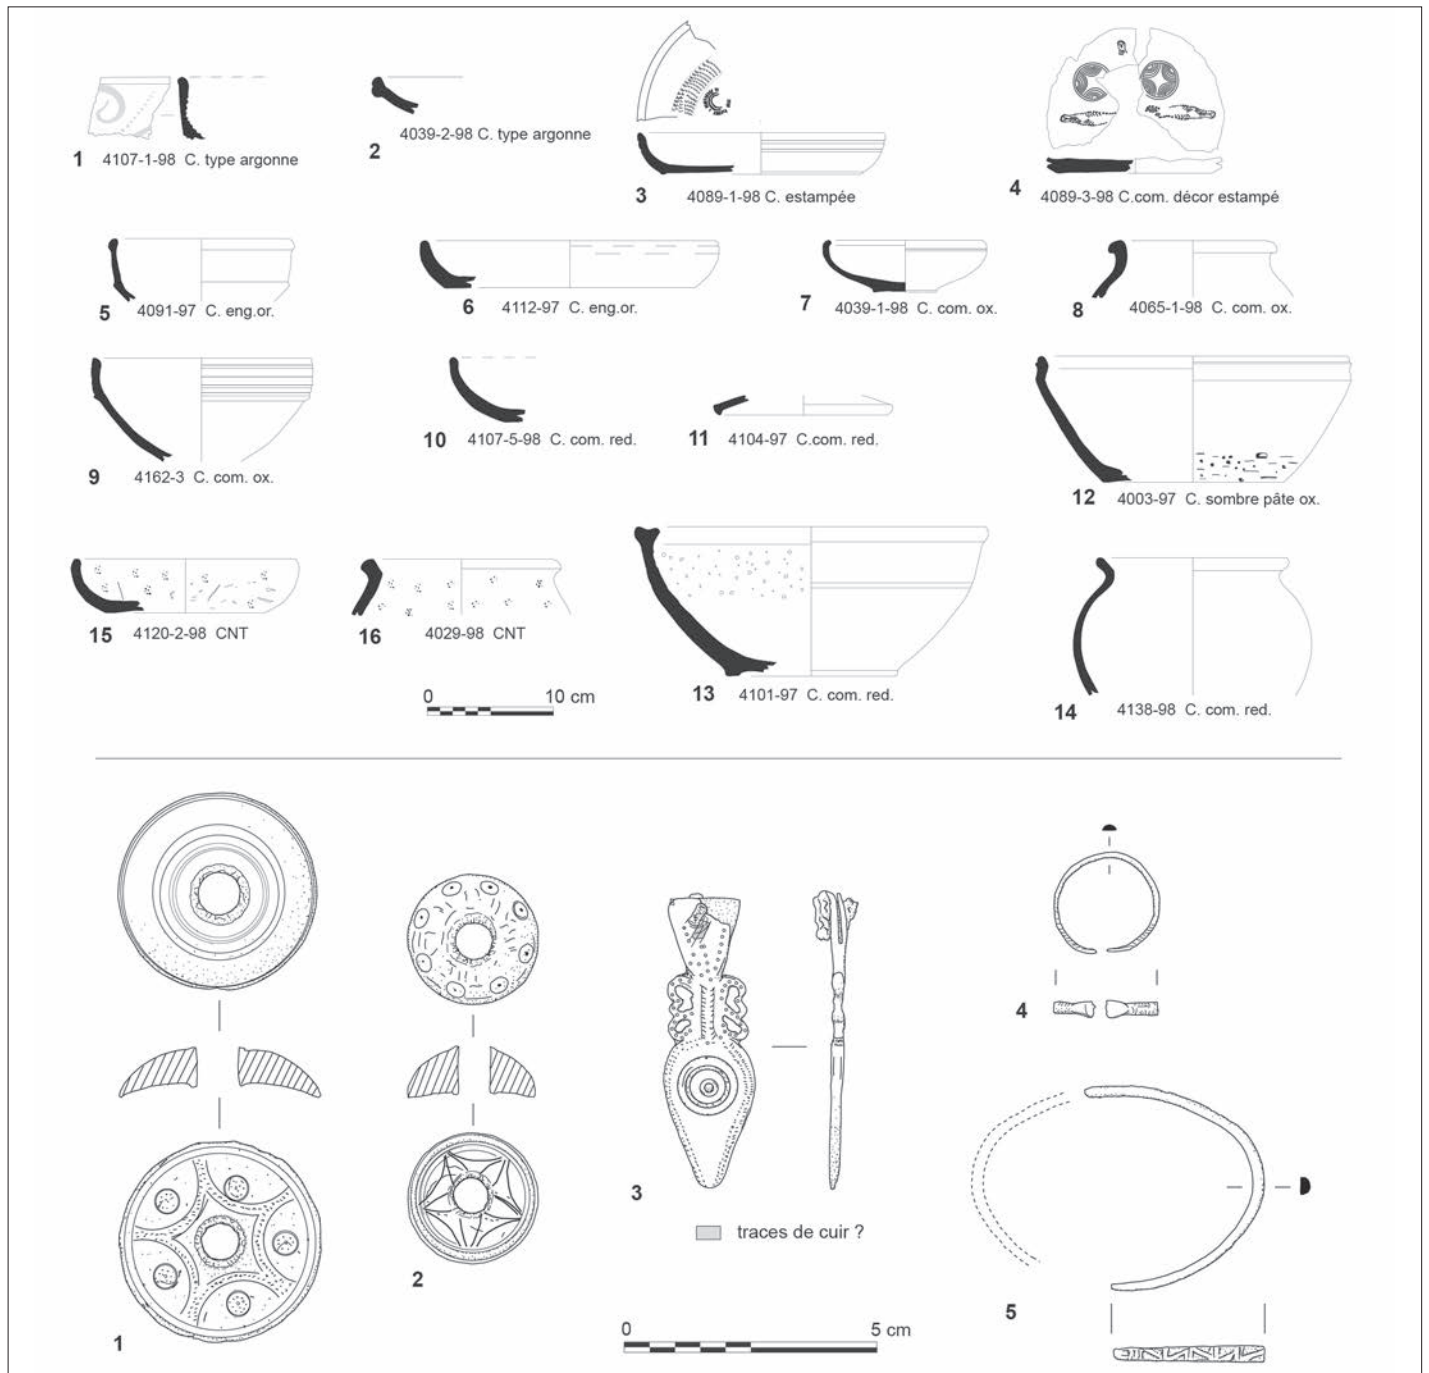 1 4107-1-98 C. type argonne
2 4039-2-98 C. type argonne
3 4089-1-98 C. estampée
4 4089-3-98 C.com. décor estampé
5 4091-97 C. eng.or.
6 4112-97 C. eng.or.
7 4039-1-98 C. com. ox.
8 4065-1-98 C. com. ox.
9 4162-3 C. com. ox.
10 4107-5-98 C. com. red.
11 4104-97 C.com. red.
12 4003-97 C. sombre pâte ox.
15 4120-2-98 CNT
16 4029-98 CNT
13 4101-97 C. com. red.
14 4138-98 C. com. red.
0 10 cm
1
2
3
traces de cuir ?
4
5
0 5 cm